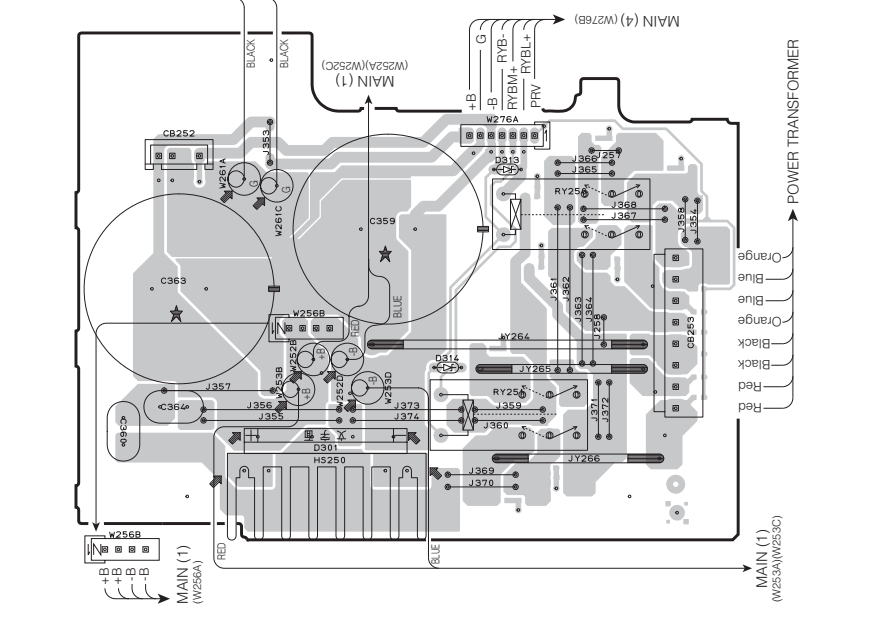 BLACK
BLACK
MAIN (1)
(W252A)(W252C)
+B
G
-B
RYB-
RYBM+
RYBL+
PRV
MAIN (4) (W276B)
POWER TRANSFORMER
CB252
J353
W276A
W261A
G
G
W261C
D313
J366
J257
J365
RY25
J368
J367
J358
J354
C359
C363
J361
J362
J363
J364
J258
Orange
Blue
Blue
Orange
Black
Black
Red
Red
CB253
W256B
RED
BLUE
JY264
W252B
+B
-B
W253B
+B
W252D
-B
W253D
D314
JY265
J357
C364
J356
J355
J373
J374
RY25
J359
J360
J371
J372
C360
D301
HS250
JY266
J369
J370
W256B
+B
+B
-B
-B
MAIN (1)
(W256A)
RED
BLUE
MAIN (1)
(W253A)(W253C)